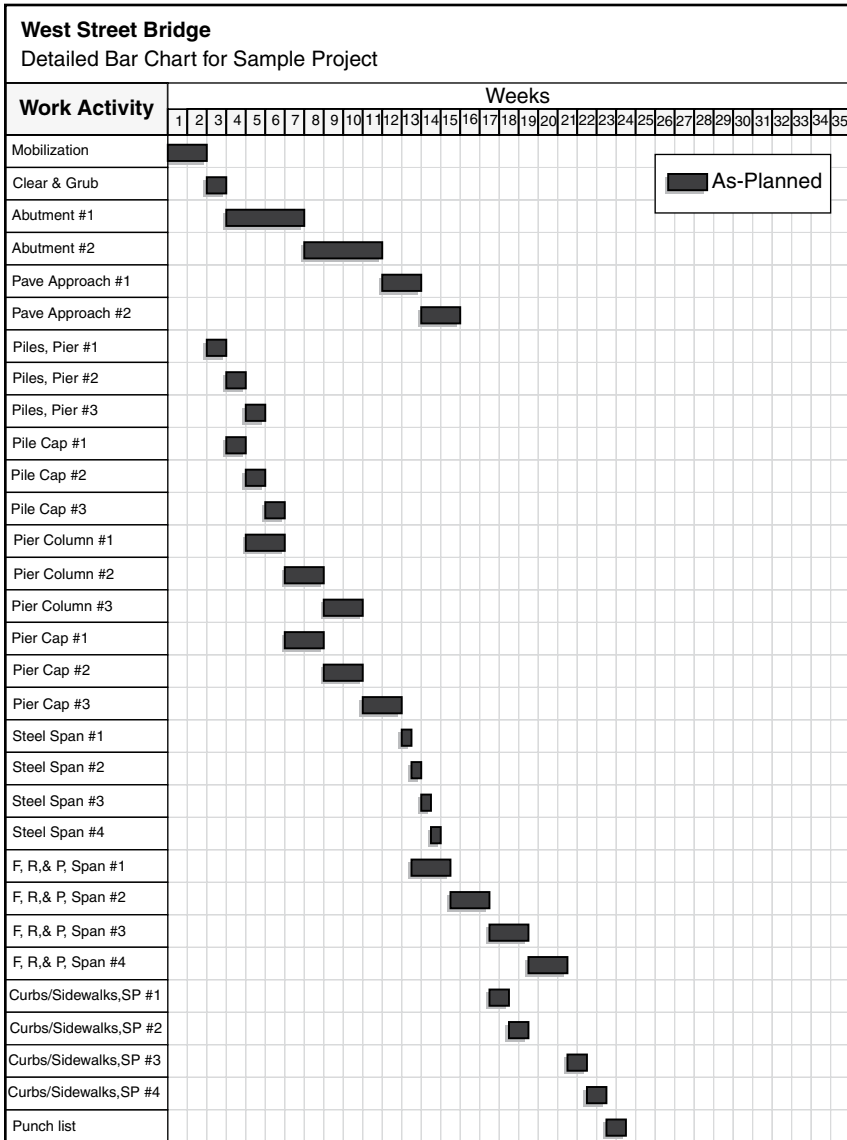 West Street Bridge
Detailed Bar Chart for Sample Project
Work Activity
Weeks
1 2 3 4 5 6 7 8 9 10 11 12 13 14 15 16 17 18 19 20 21 22 23 24 25 26 27 28 29 30 31 32 33 34 35
Mobilization
As-Planned
Clear & Grub
Abutment #1
Abutment #2
Pave Approach #1
Pave Approach #2
Piles, Pier #1
Piles, Pier #2
Piles, Pier #3
Pile Cap #1
Pile Cap #2
Pile Cap #3
Pier Column #1
Pier Column #2
Pier Column #3
Pier Cap #1
Pier Cap #2
Pier Cap #3
Steel Span #1
Steel Span #2
Steel Span #3
Steel Span #4
F, R,& P, Span #1
F, R,& P, Span #2
F, R,& P, Span #3
F, R,& P, Span #4
Curbs/Sidewalks,SP #1
Curbs/Sidewalks,SP #2
Curbs/Sidewalks,SP #3
Curbs/Sidewalks,SP #4
Punch list